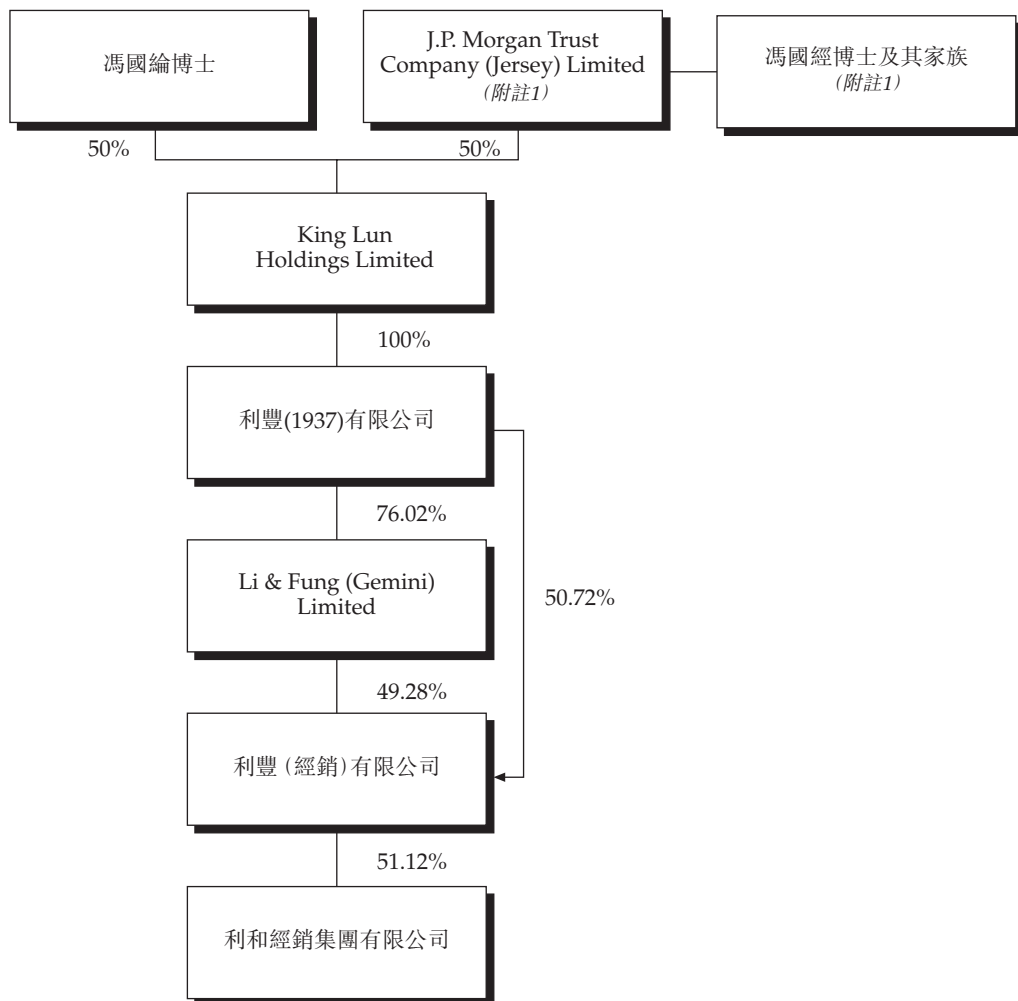 馮國綸博士
J.P. Morgan Trust
Company (Jersey) Limited
(附註1)
馮國經博士及其家族
(附註1)
50%
50%
King Lun
Holdings Limited
100%
利豐(1937)有限公司
76.02%
Li & Fung (Gemini)
Limited
50.72%
49.28%
利豐(經銷)有限公司
51.12%
利和經銷集團有限公司